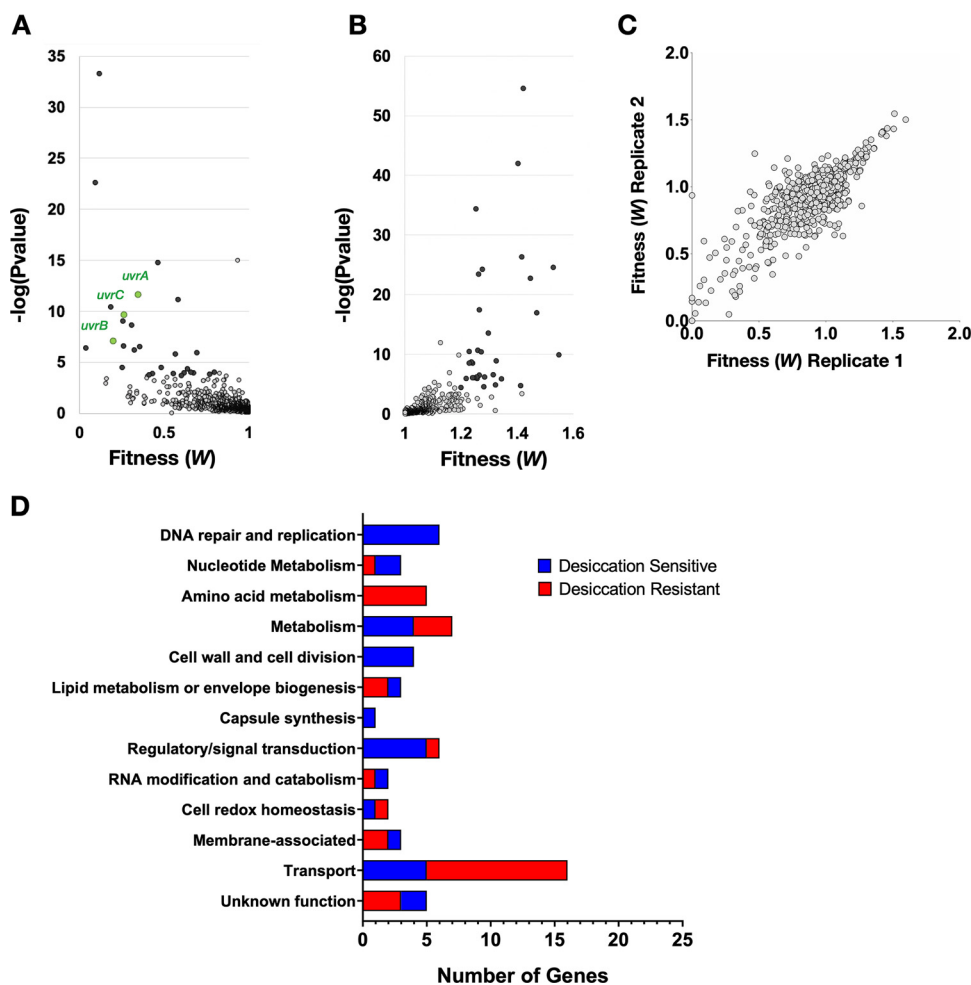 A
35
30
25
20
15
10
5
0
-log(Pvalue)
uvrA
uvrC
uvrB
0
0.5
1
Fitness (W)
B
60
50
40
30
20
10
0
-log(Pvalue)
1
1.2
1.4
1.6
Fitness (W)
C
2.0
1.5
1.0
0.5
0.0
Fitness (W) Replicate 2
0.0
0.5
1.0
1.5
2.0
Fitness (W) Replicate 1
D
DNA repair and replication
Nucleotide Metabolism
Amino acid metabolism
Metabolism
Cell wall and cell division
Lipid metabolism or envelope biogenesis
Capsule synthesis
Regulatory/signal transduction
RNA modification and catabolism
Cell redox homeostasis
Membrane-associated
Transport
Unknown function
Desiccation Sensitive
Desiccation Resistant
0
5
10
15
20
25
Number of Genes